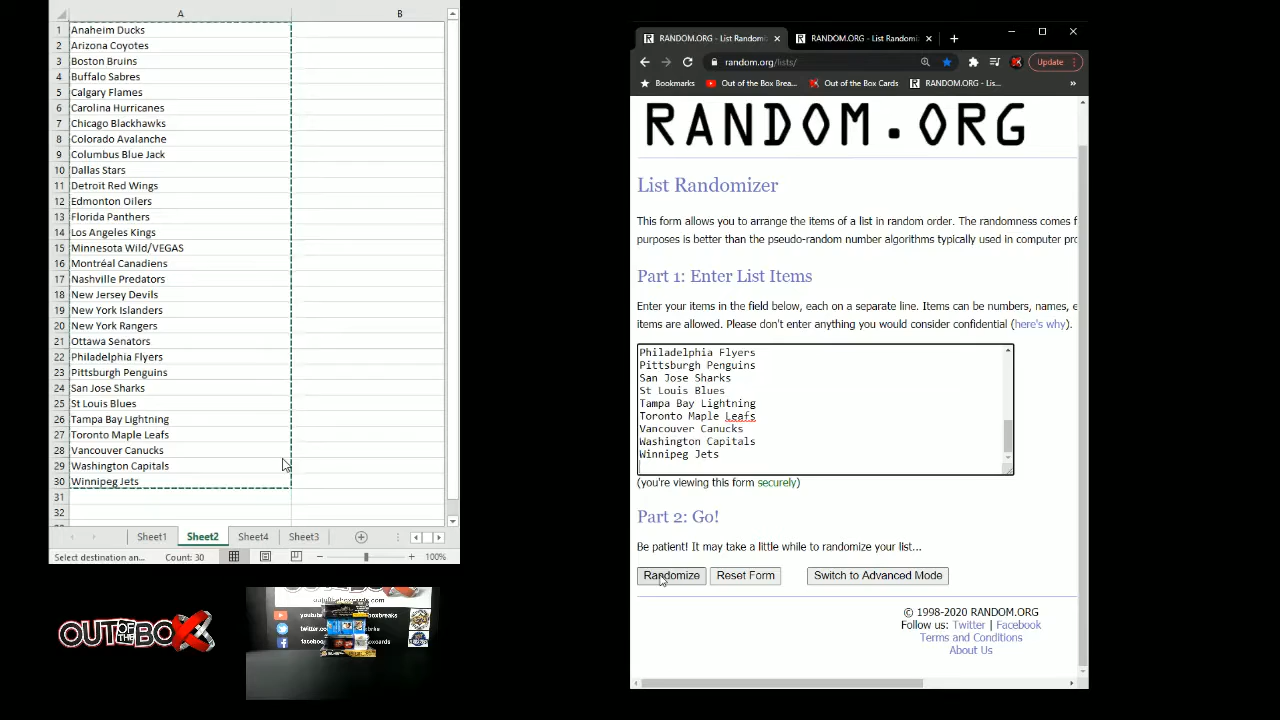 A B
1 Anaheim Ducks
2 Arizona Coyotes
3 Boston Bruins
4 Buffalo Sabres
5 Calgary Flames
6 Carolina Hurricanes
7 Chicago Blackhawks
8 Colorado Avalanche
9 Columbus Blue Jack
10 Dallas Stars
11 Detroit Red Wings
12 Edmonton Oilers
13 Florida Panthers
14 Los Angeles Kings
15 Minnesota Wild/VEGAS
16 Montréal Canadiens
17 Nashville Predators
18 New Jersey Devils
19 New York Islanders
20 New York Rangers
21 Ottawa Senators
22 Philadelphia Flyers
23 Pittsburgh Penguins
24 San Jose Sharks
25 St Louis Blues
26 Tampa Bay Lightning
27 Toronto Maple Leafs
28 Vancouver Canucks
29 Washington Capitals
30 Winnipeg Jets
31
32
Sheet1 Sheet2 Sheet4 Sheet3
Select destination an... Count: 30 100%
OUT OF THE BOX
outoftheboxcards.com
RANDOM.ORG - List Randomi RANDOM.ORG - List Randomi
random.org/lists/ Update
Bookmarks Out of the Box Brea... Out of the Box Cards RANDOM.ORG - Lis... »
RANDOM.ORG
List Randomizer
This form allows you to arrange the items of a list in random order. The randomness comes f
purposes is better than the pseudo-random number algorithms typically used in computer pro
Part 1: Enter List Items
Enter your items in the field below, each on a separate line. Items can be numbers, names, e
items are allowed. Please don't enter anything you would consider confidential (here's why).
Philadelphia Flyers
Pittsburgh Penguins
San Jose Sharks
St Louis Blues
Tampa Bay Lightning
Toronto Maple Leafs
Vancouver Canucks
Washington Capitals
Winnipeg Jets
(you're viewing this form securely)
Part 2: Go!
Be patient! It may take a little while to randomize your list...
Randomize Reset Form Switch to Advanced Mode
© 1998-2020 RANDOM.ORG
Follow us: Twitter | Facebook
Terms and Conditions
About Us